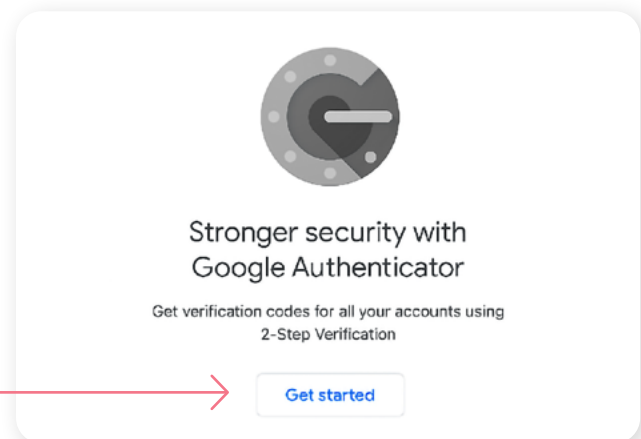 Stronger security with
Google Authenticator
Get verification codes for all your accounts using
2-Step Verification
Get started